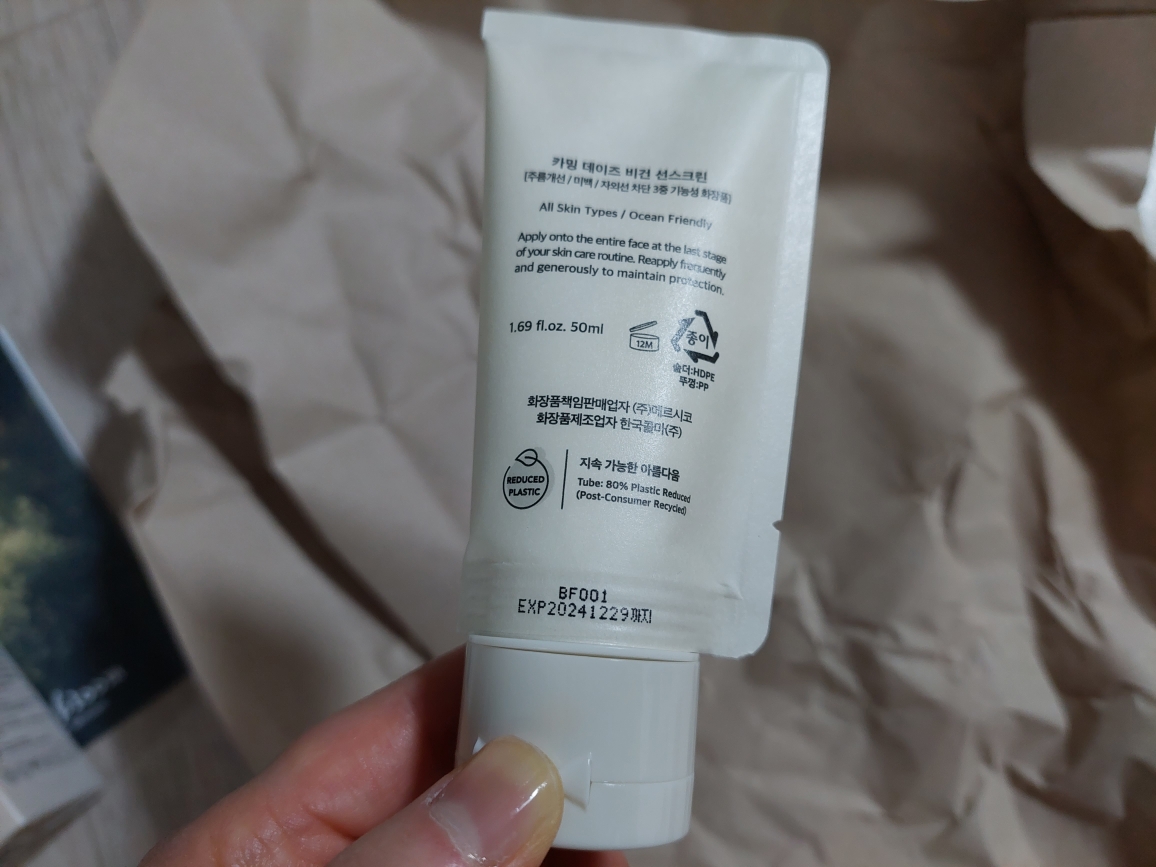 카밍 데이즈 비건 선스크린
[주름개선 / 미백 / 자외선 차단 3중 기능성 화장품]
All Skin Types / Ocean Friendly
Apply onto the entire face at the last stage
of your skin care routine. Reapply frequently
and generously to maintain protection.
1.69 fl.oz. 50ml
12M
종이
숄더:HDPE
뚜껑:PP
화장품책임판매업자 (주)메르시코
화장품제조업자 한국콜마(주)
REDUCED
PLASTIC
지속 가능한 아름다움
Tube: 80% Plastic Reduced
(Post-Consumer Recycled)
BF001
EXP20241229까지